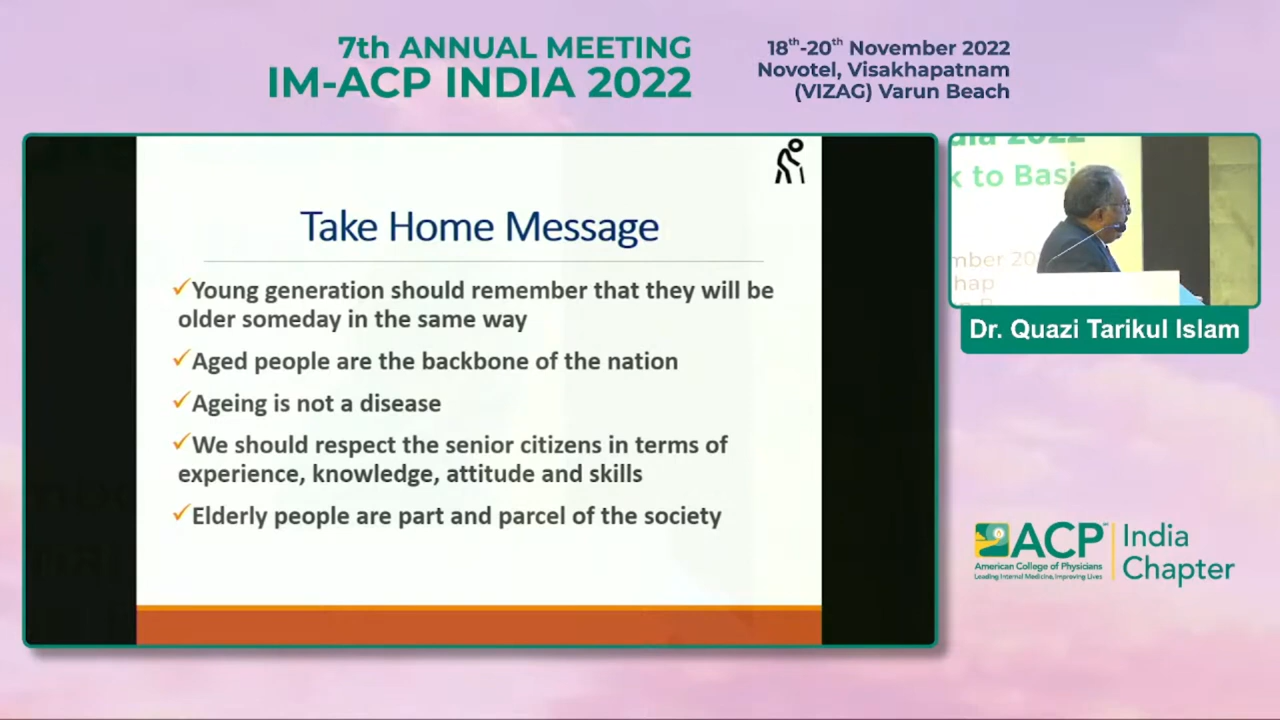 7th ANNUAL MEETING
IM-ACP INDIA 2022
18th-20th November 2022
Novotel, Visakhapatnam
(VIZAG) Varun Beach
Take Home Message
✓Young generation should remember that they will be
older someday in the same way
✓Aged people are the backbone of the nation
✓Ageing is not a disease
✓We should respect the senior citizens in terms of
experience, knowledge, attitude and skills
✓Elderly people are part and parcel of the society
2022
to Basi
20
Dr. Quazi Tarikul Islam
ACP
American College of Physicians
Leading Internal Medicine, Improving Lives
India
Chapter